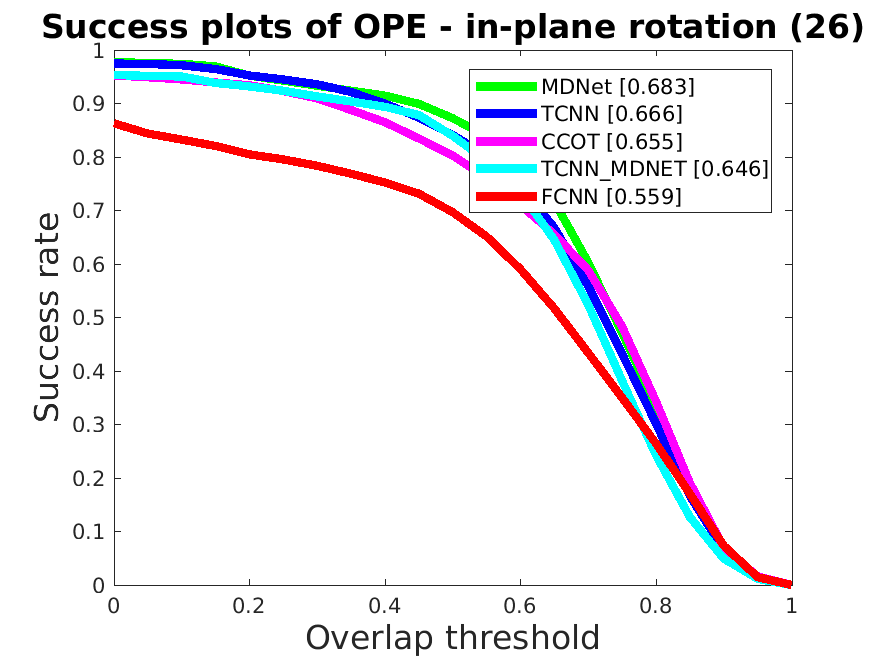 Success plots of OPE - in-plane rotation (26)
1
0.9
0.8
0.7
0.6
0.5
0.4
0.3
0.2
0.1
0
Success rate
MDNet [0.683]
TCNN [0.666]
CCOT [0.655]
TCNN_MDNET [0.646]
FCNN [0.559]
0 0.2 0.4 0.6 0.8 1
Overlap threshold